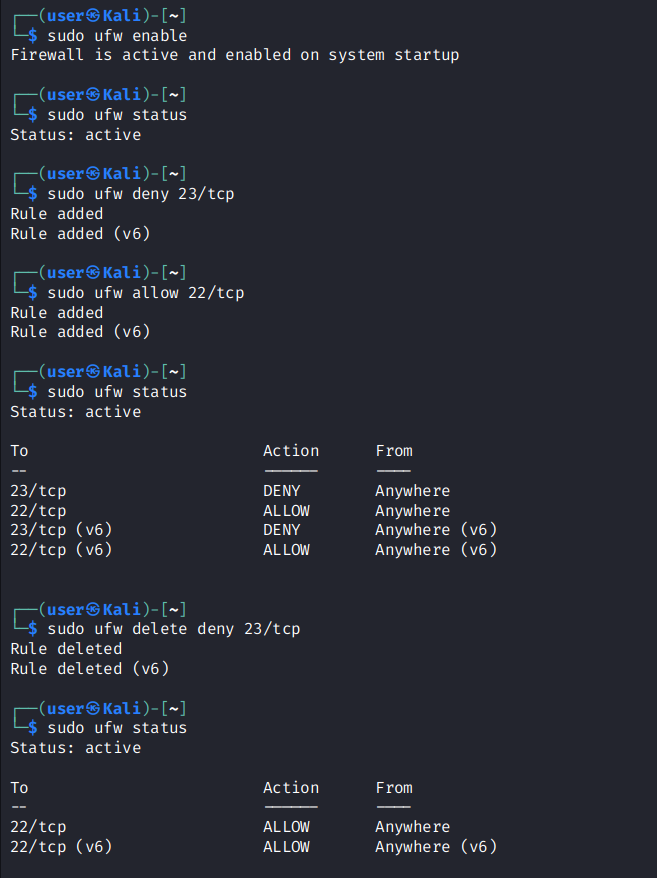 ┌──(user㉿Kali)-[~]
└─$ sudo ufw enable
Firewall is active and enabled on system startup
┌──(user㉿Kali)-[~]
└─$ sudo ufw status
Status: active
┌──(user㉿Kali)-[~]
└─$ sudo ufw deny 23/tcp
Rule added
Rule added (v6)
┌──(user㉿Kali)-[~]
└─$ sudo ufw allow 22/tcp
Rule added
Rule added (v6)
┌──(user㉿Kali)-[~]
└─$ sudo ufw status
Status: active
To                         Action      From
--                         ------      ----
23/tcp                     DENY        Anywhere
22/tcp                     ALLOW       Anywhere
23/tcp (v6)                DENY        Anywhere (v6)
22/tcp (v6)                ALLOW       Anywhere (v6)
┌──(user㉿Kali)-[~]
└─$ sudo ufw delete deny 23/tcp
Rule deleted
Rule deleted (v6)
┌──(user㉿Kali)-[~]
└─$ sudo ufw status
Status: active
To                         Action      From
--                         ------      ----
22/tcp                     ALLOW       Anywhere
22/tcp (v6)                ALLOW       Anywhere (v6)